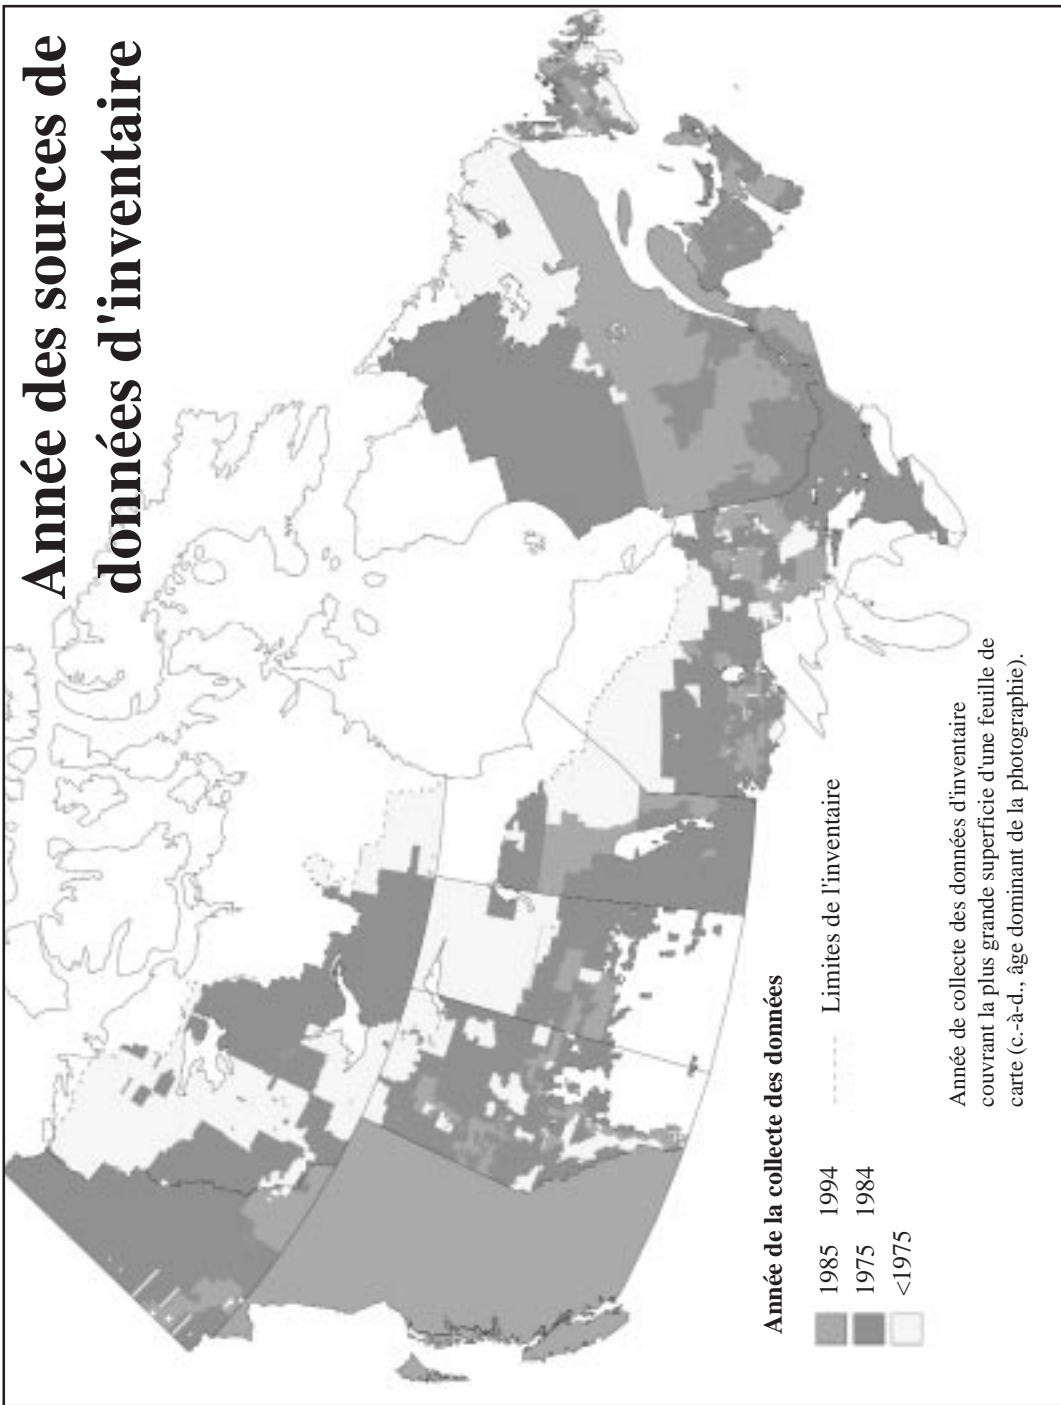 Année des sources de
données d'inventaire
Année de la collecte des données
1985 1994
1975 1984
<1975
Limites de l'inventaire
Année de collecte des données d'inventaire
couvrant la plus grande superficie d'une feuille de
carte (c.-à-d., âge dominant de la photographie).